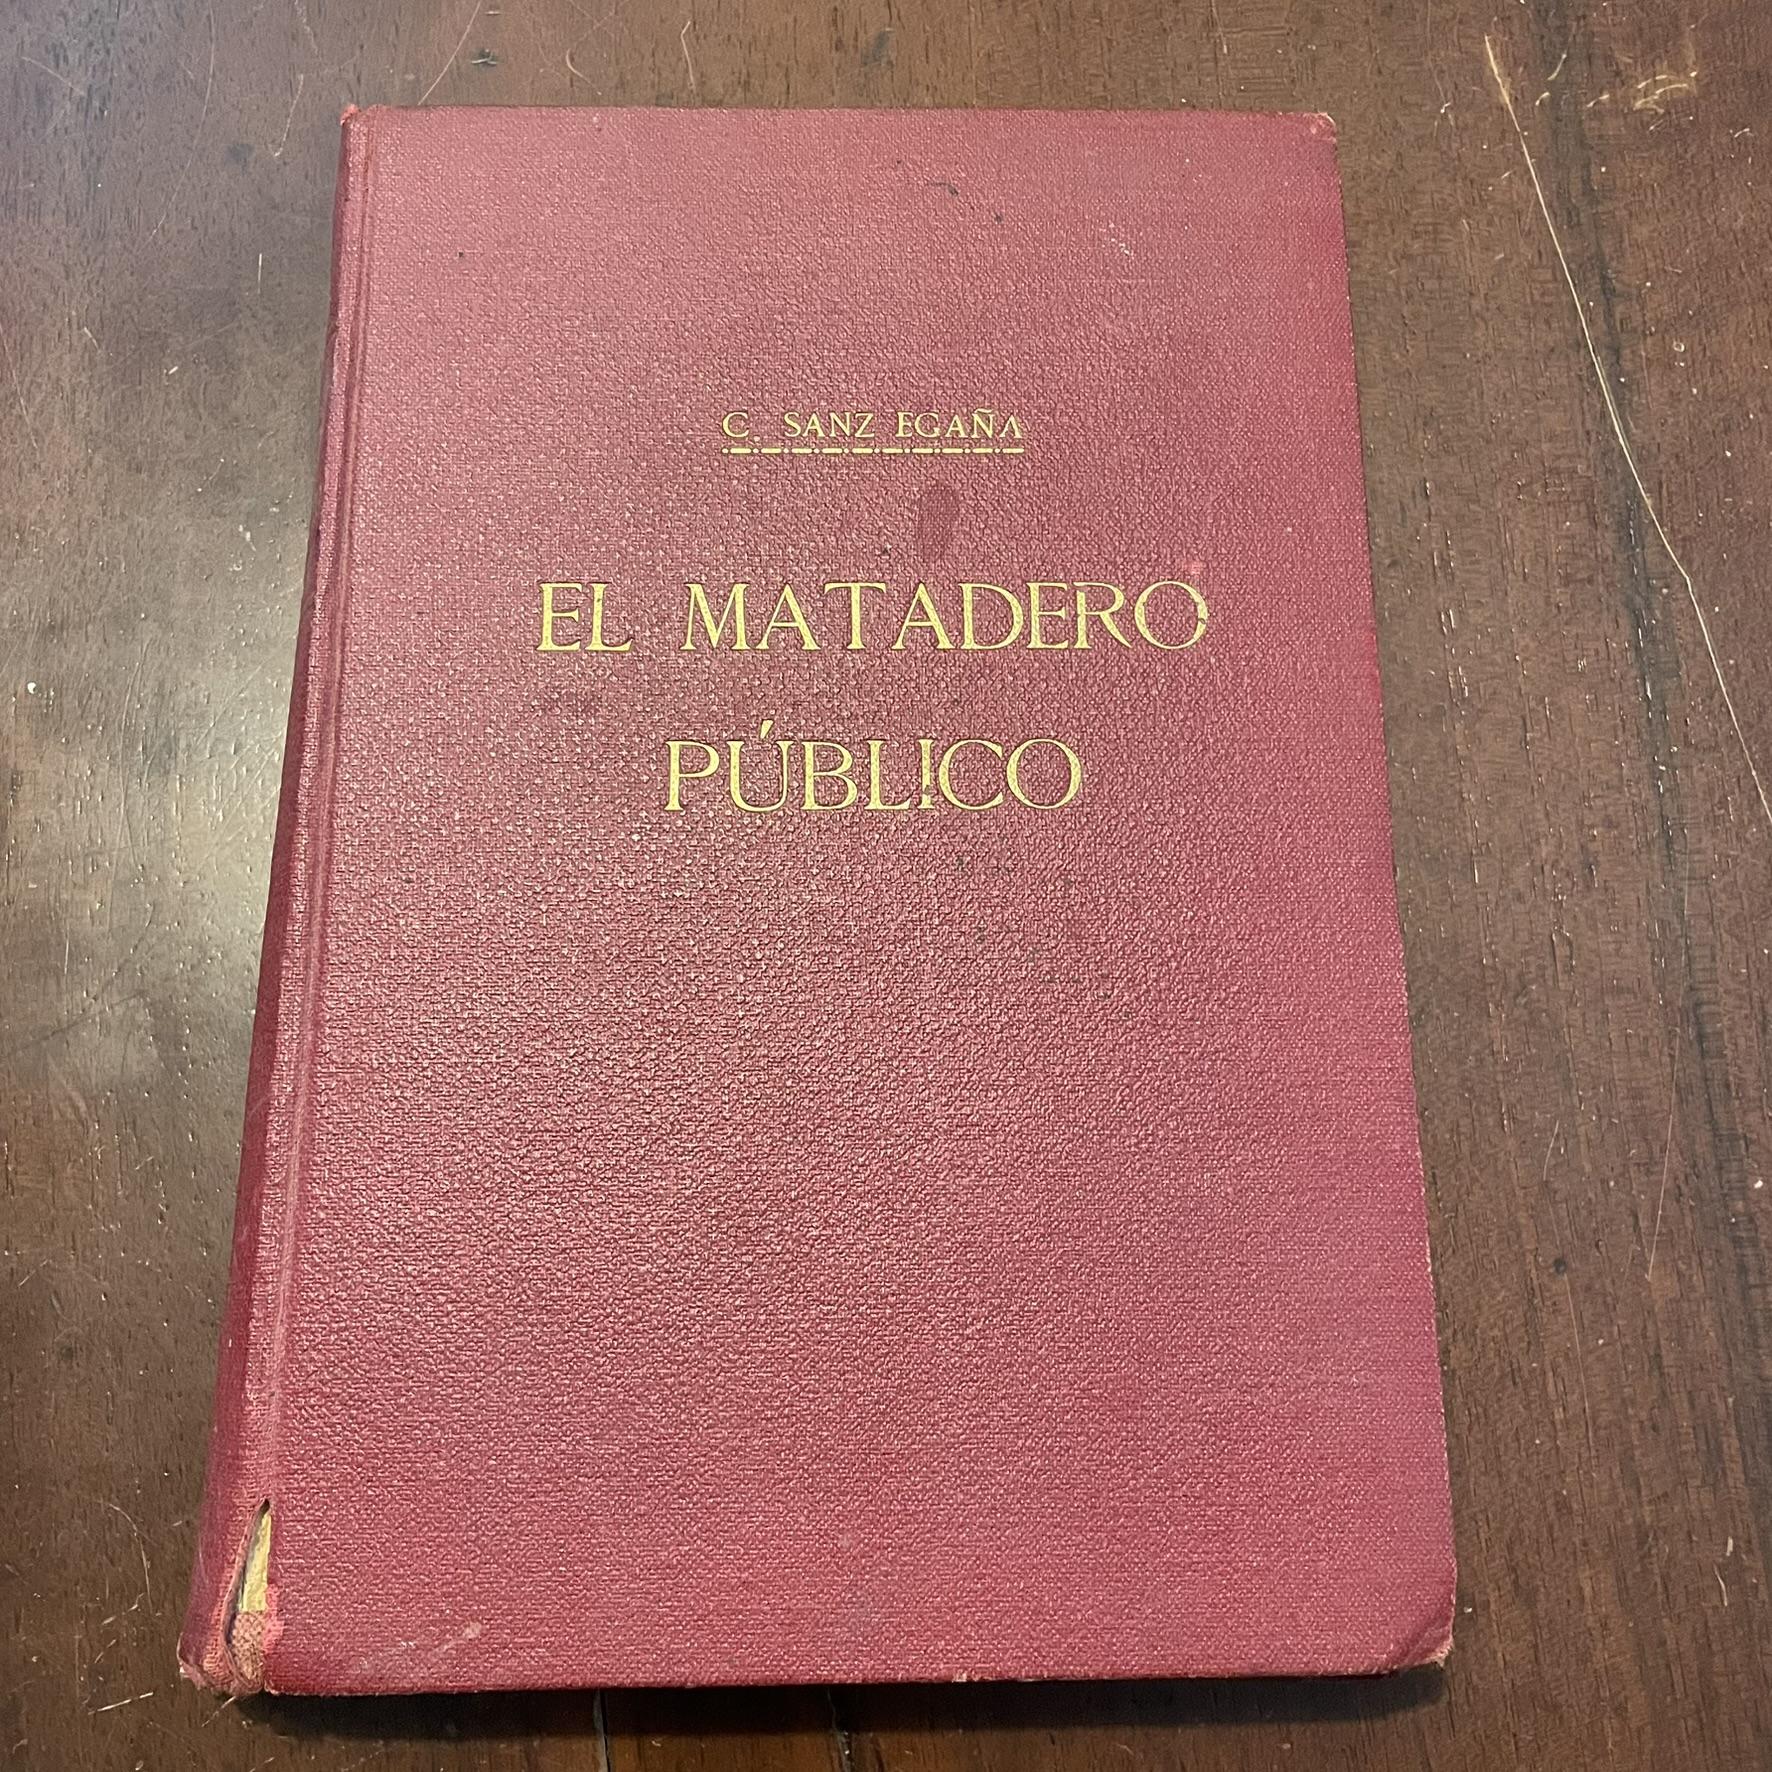 C. SANZ EGAÑA
EL MATADERO
PÚBLICO